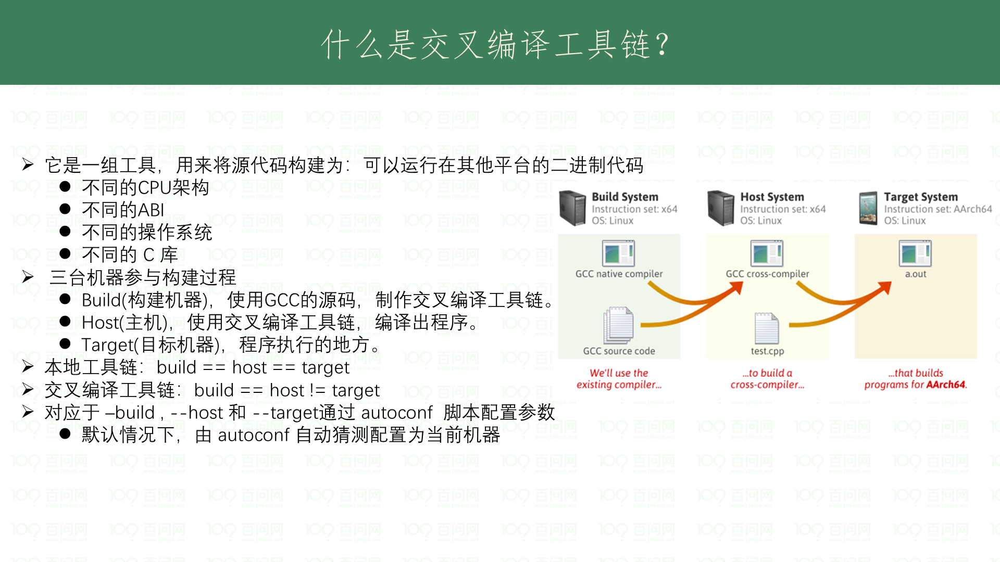 什么是交叉编译工具链？
它是一组工具，用来将源代码构建为：可以运行在其他平台的二进制代码
不同的CPU架构
不同的ABI
不同的操作系统
不同的 C 库
三台机器参与构建过程
Build(构建机器)，使用GCC的源码，制作交叉编译工具链。
Host(主机)，使用交叉编译工具链，编译出程序。
Target(目标机器)，程序执行的地方。
本地工具链：build == host == target
交叉编译工具链：build == host != target
对应于 –build , --host 和 --target通过 autoconf 脚本配置参数
默认情况下，由 autoconf 自动猜测配置为当前机器
Build System
Instruction set: x64
OS: Linux
GCC native compiler
GCC source code
We'll use the
existing compiler...
Host System
Instruction set: x64
OS: Linux
GCC cross-compiler
test.cpp
...to build a
cross-compiler...
Target System
Instruction set: AArch64
OS: Linux
a.out
...that builds
programs for AArch64.
百问网
www.100ask.net